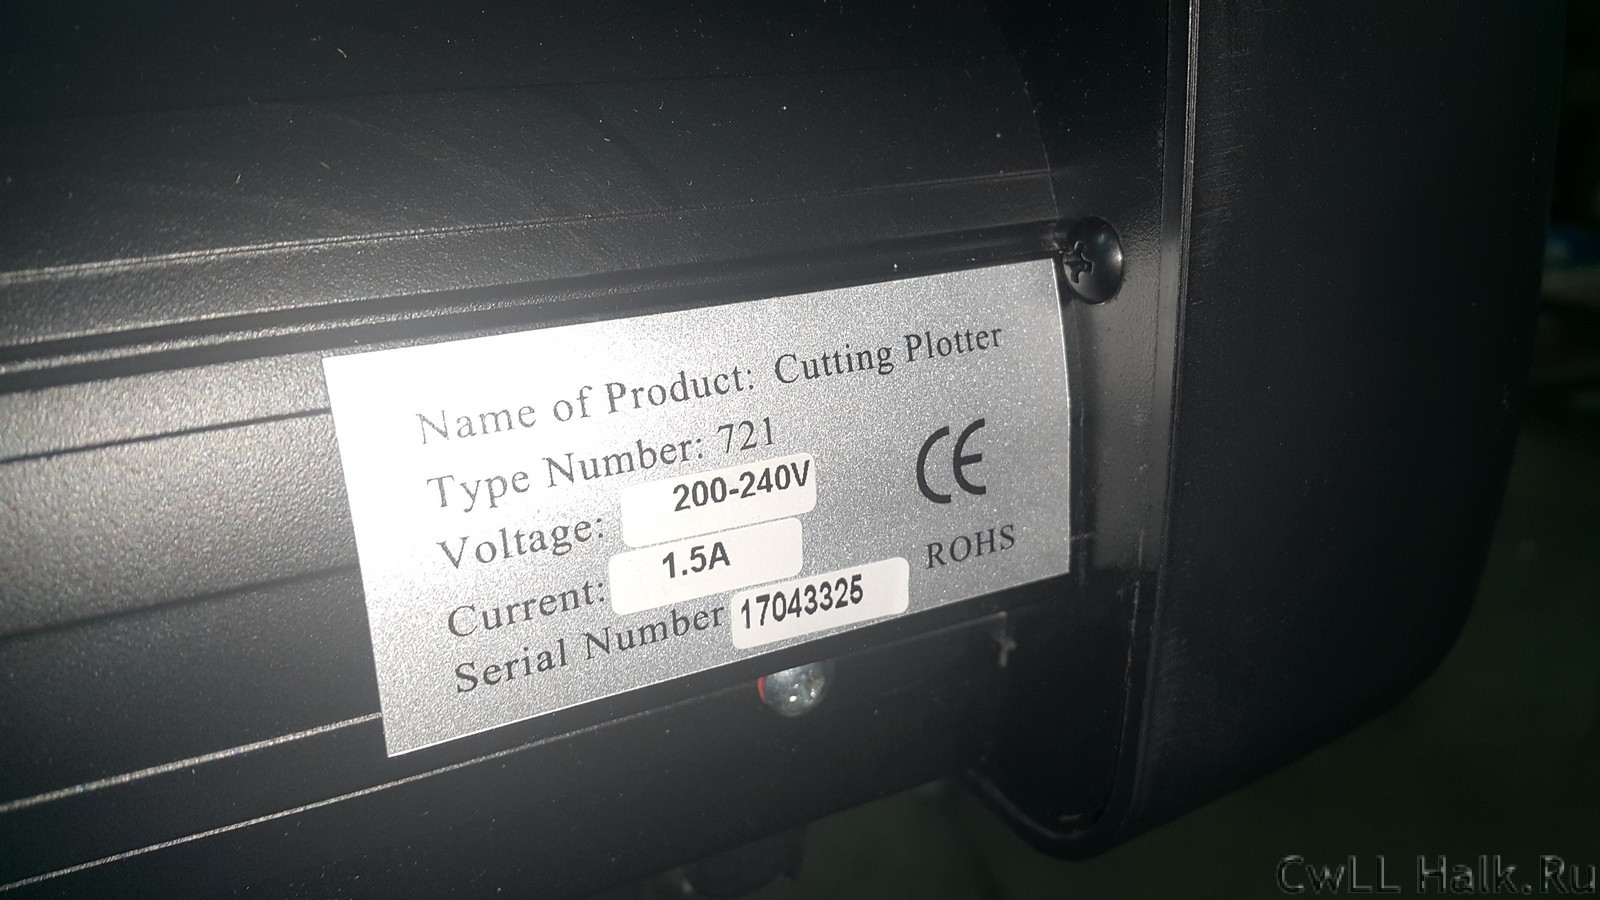 Name of Product: Cutting Plotter
Type Number: 721
Voltage: 200-240V
Current: 1.5A
Serial Number 17043325
CE
ROHS
CwLL Halk.Ru